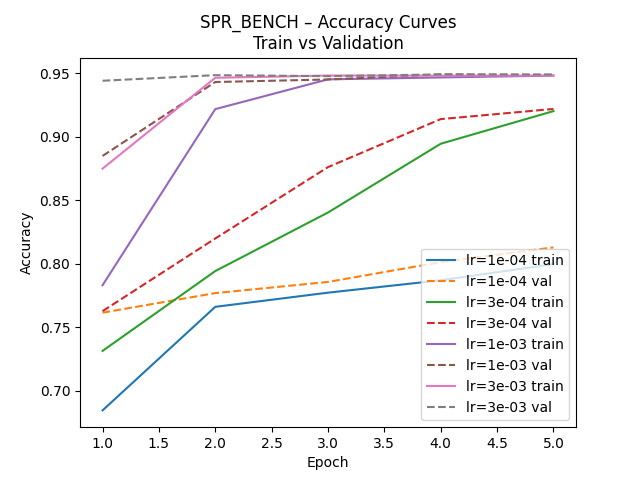 SPR_BENCH – Accuracy Curves
Train vs Validation
Accuracy
0.95
0.90
0.85
0.80
0.75
0.70
1.0
1.5
2.0
2.5
3.0
3.5
4.0
4.5
5.0
Epoch
lr=1e-04 train
lr=1e-04 val
lr=3e-04 train
lr=3e-04 val
lr=1e-03 train
lr=1e-03 val
lr=3e-03 train
lr=3e-03 val